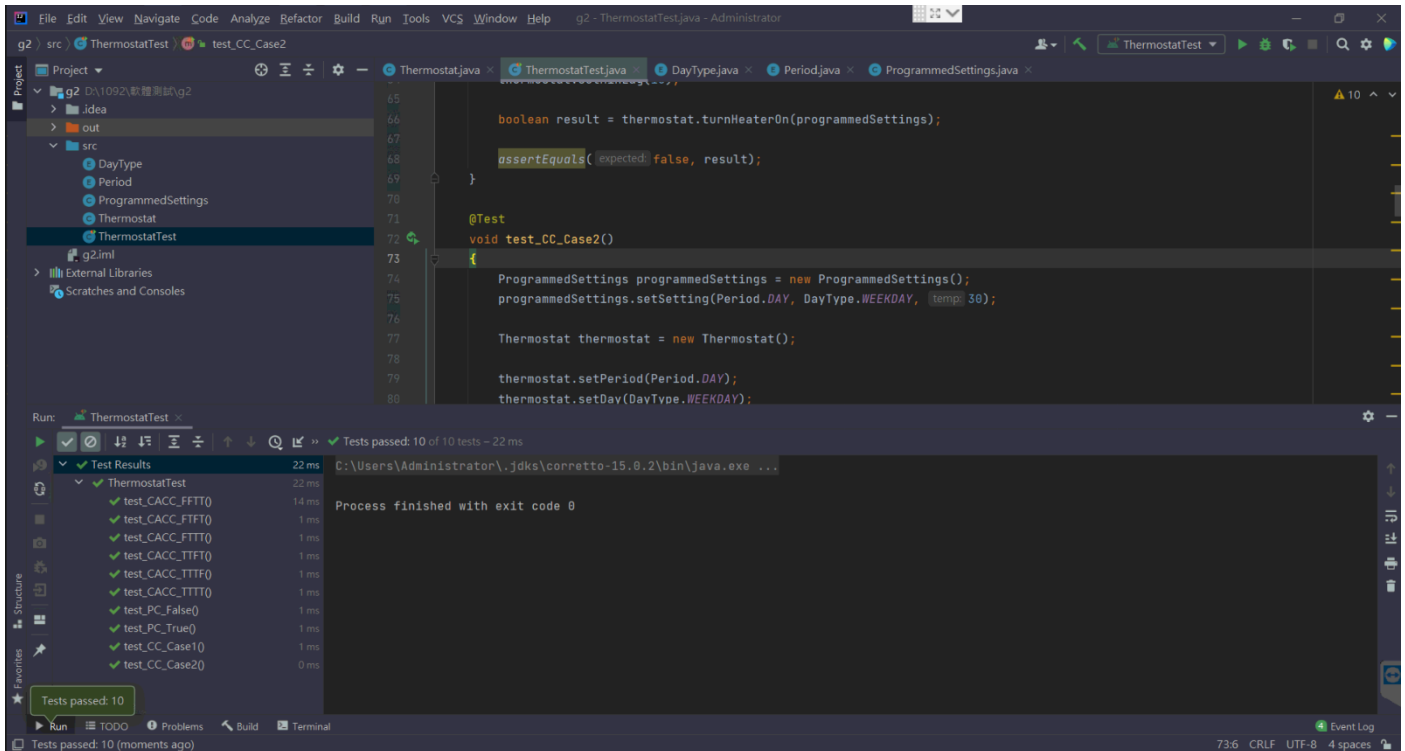 File Edit View Navigate Code Analyze Refactor Build Run Tools VCS Window Help g2 - ThermostatTest.java - Administrator
g2 src ThermostatTest test_CC_Case2 ThermostatTest
Project
Thermostat.java ThermostatTest.java DayType.java Period.java ProgrammedSettings.java
g2 D:\1092\軟體測試\g2
.idea
out
src
DayType
Period
ProgrammedSettings
Thermostat
ThermostatTest
g2.iml
External Libraries
Scratches and Consoles
10
65
66 boolean result = thermostat.turnHeaterOn(programmedSettings);
67
68 assertEquals( expected: false, result);
69 }
70
71 @Test
72 void test_CC_Case2()
73 {
74 ProgrammedSettings programmedSettings = new ProgrammedSettings();
75 programmedSettings.setSetting(Period.DAY, DayType.WEEKDAY, temp: 30);
76
77 Thermostat thermostat = new Thermostat();
78
79 thermostat.setPeriod(Period.DAY);
80 thermostat.setDay(DayType.WEEKDAY);
Run: ThermostatTest
Tests passed: 10 of 10 tests – 22 ms
Test Results 22 ms
ThermostatTest 22 ms
test_CACC_FFTT() 14 ms
test_CACC_FTFT() 1 ms
test_CACC_FTTT() 1 ms
test_CACC_TTFT() 1 ms
test_CACC_TTTF() 1 ms
test_CACC_TTTT() 1 ms
test_PC_False() 1 ms
test_PC_True() 1 ms
test_CC_Case1() 1 ms
test_CC_Case2() 0 ms
C:\Users\Administrator\.jdks\corretto-15.0.2\bin\java.exe ...
Process finished with exit code 0
Project
Structure
Favorites
Tests passed: 10
Run TODO Problems Build Terminal 4 Event Log
Tests passed: 10 (moments ago) 73:6 CRLF UTF-8 4 spaces